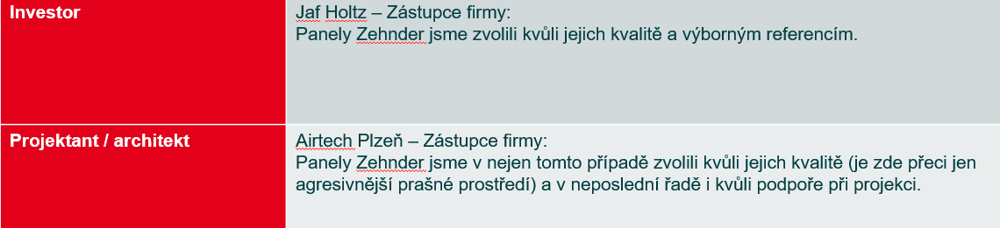 Investor
Jaf Holtz – Zástupce firmy:
Panely Zehnder jsme zvolili kvůli jejich kvalitě a výborným referencím.
Projektant / architekt
Airtech Plzeň – Zástupce firmy:
Panely Zehnder jsme v nejen tomto případě zvolili kvůli jejich kvalitě (je zde přeci jen
agresivnější prašné prostředí) a v neposlední řadě i kvůli podpoře při projekci.